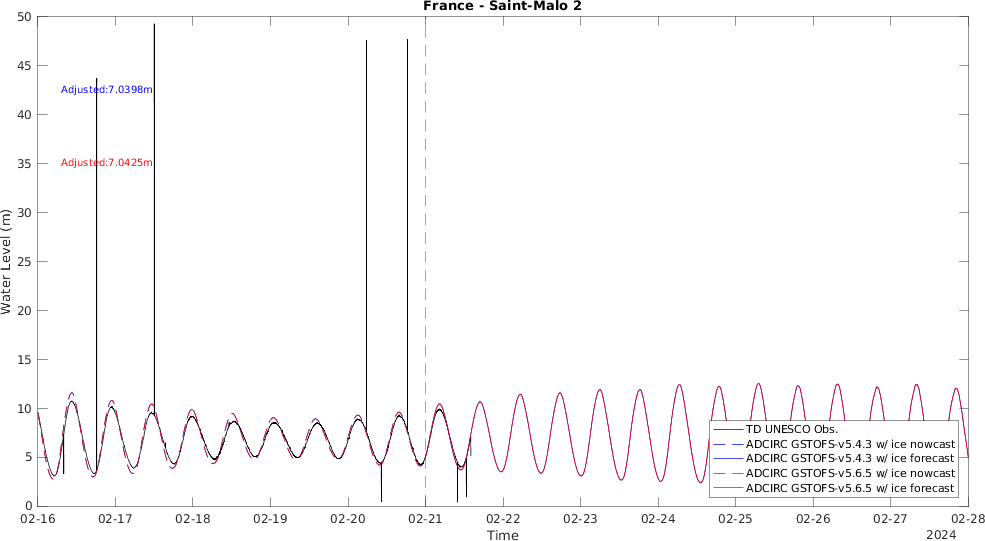 France - Saint-Malo 2
Water Level (m)
50
45
40
35
30
25
20
15
10
5
0
Adjusted:7.0398m
Adjusted:7.0425m
TD UNESCO Obs.
ADCIRC GSTOFS-v5.4.3 w/ ice nowcast
ADCIRC GSTOFS-v5.4.3 w/ ice forecast
ADCIRC GSTOFS-v5.6.5 w/ ice nowcast
ADCIRC GSTOFS-v5.6.5 w/ ice forecast
02-16 02-17 02-18 02-19 02-20 02-21 02-22 02-23 02-24 02-25 02-26 02-27 02-28
Time
2024